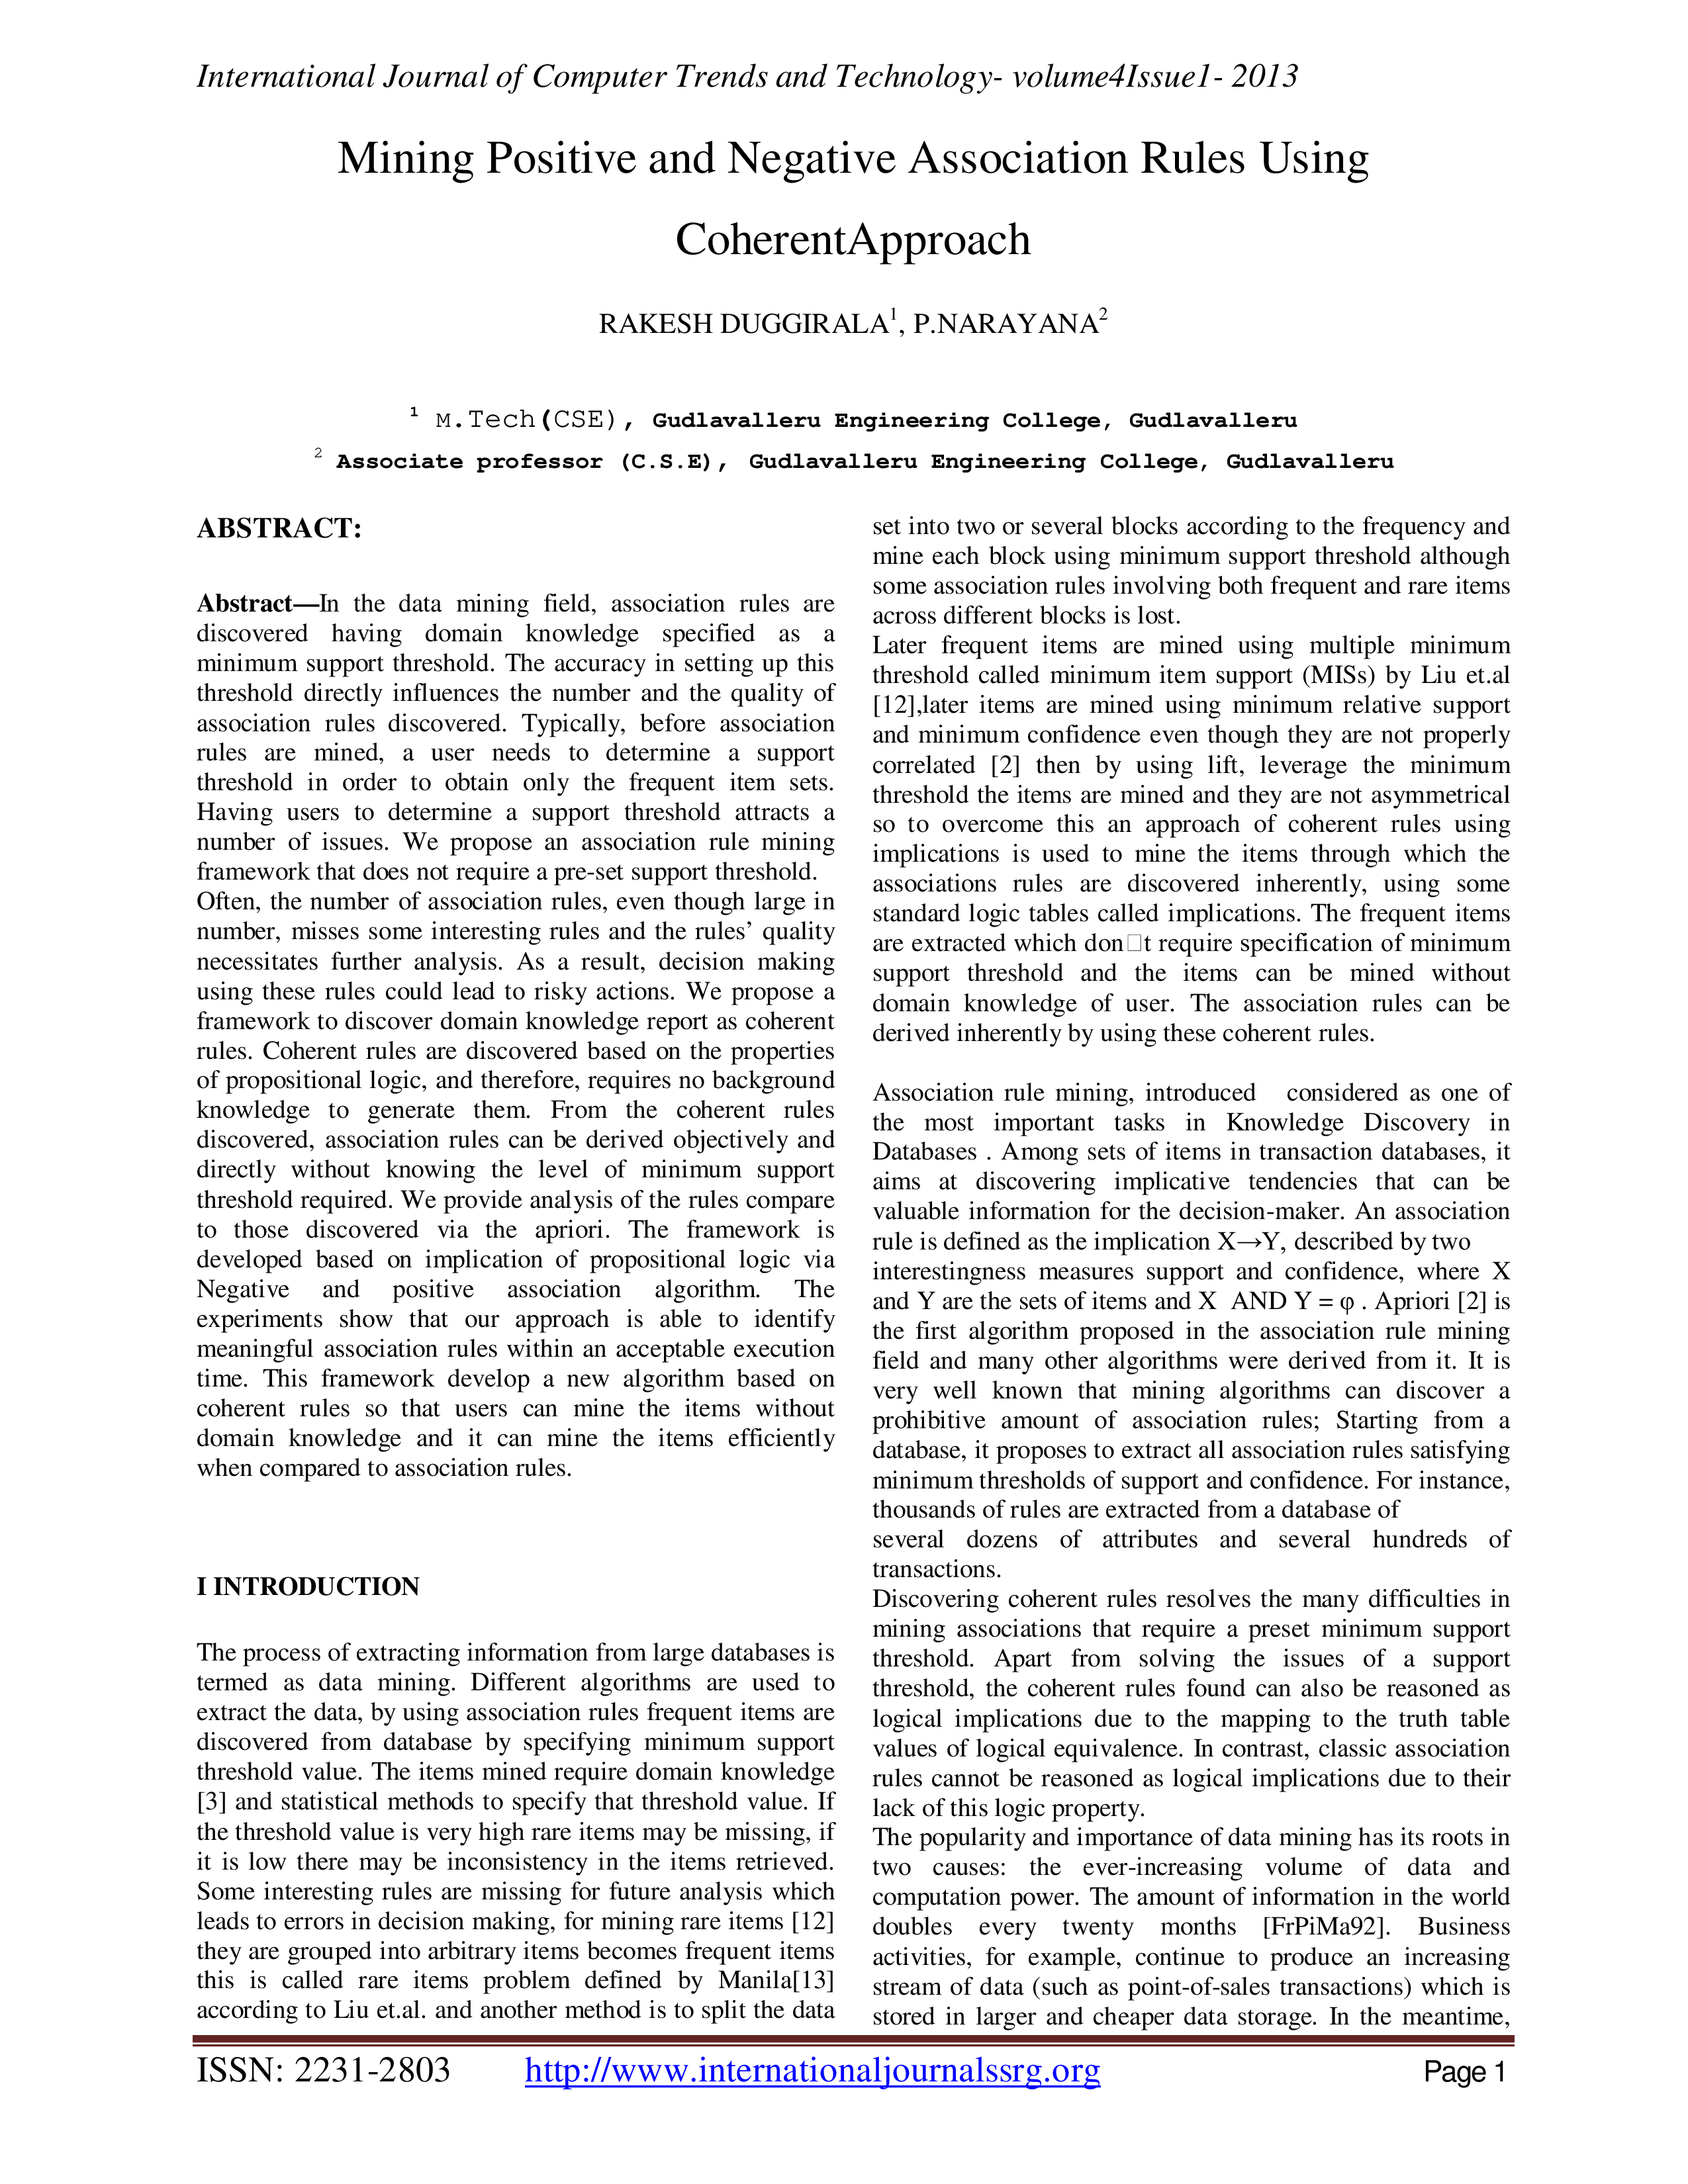 International Journal of Computer Trends and Technology- volume4Issue1- 2013
Mining Positive and Negative Association Rules Using
CoherentApproach
RAKESH DUGGIRALA1, P.NARAYANA2
1 M.Tech(CSE), Gudlavalleru Engineering College, Gudlavalleru
2 Associate professor (C.S.E), Gudlavalleru Engineering College, Gudlavalleru
ABSTRACT:
Abstract—In the data mining field, association rules are
discovered having domain knowledge specified as a
minimum support threshold. The accuracy in setting up this
threshold directly influences the number and the quality of
association rules discovered. Typically, before association
rules are mined, a user needs to determine a support
threshold in order to obtain only the frequent item sets.
Having users to determine a support threshold attracts a
number of issues. We propose an association rule mining
framework that does not require a pre-set support threshold.
Often, the number of association rules, even though large in
number, misses some interesting rules and the rules’ quality
necessitates further analysis. As a result, decision making
using these rules could lead to risky actions. We propose a
framework to discover domain knowledge report as coherent
rules. Coherent rules are discovered based on the properties
of propositional logic, and therefore, requires no background
knowledge to generate them. From the coherent rules
discovered, association rules can be derived objectively and
directly without knowing the level of minimum support
threshold required. We provide analysis of the rules compare
to those discovered via the apriori. The framework is
developed based on implication of propositional logic via
Negative and positive association algorithm. The
experiments show that our approach is able to identify
meaningful association rules within an acceptable execution
time. This framework develop a new algorithm based on
coherent rules so that users can mine the items without
domain knowledge and it can mine the items efficiently
when compared to association rules.
I INTRODUCTION
The process of extracting information from large databases is
termed as data mining. Different algorithms are used to
extract the data, by using association rules frequent items are
discovered from database by specifying minimum support
threshold value. The items mined require domain knowledge
[3] and statistical methods to specify that threshold value. If
the threshold value is very high rare items may be missing, if
it is low there may be inconsistency in the items retrieved.
Some interesting rules are missing for future analysis which
leads to errors in decision making, for mining rare items [12]
they are grouped into arbitrary items becomes frequent items
this is called rare items problem defined by Manila[13]
according to Liu et.al. and another method is to split the data
set into two or several blocks according to the frequency and
mine each block using minimum support threshold although
some association rules involving both frequent and rare items
across different blocks is lost.
Later frequent items are mined using multiple minimum
threshold called minimum item support (MISs) by Liu et.al
[12],later items are mined using minimum relative support
and minimum confidence even though they are not properly
correlated [2] then by using lift, leverage the minimum
threshold the items are mined and they are not asymmetrical
so to overcome this an approach of coherent rules using
implications is used to mine the items through which the
associations rules are discovered inherently, using some
standard logic tables called implications. The frequent items
are extracted which don□t require specification of minimum
support threshold and the items can be mined without
domain knowledge of user. The association rules can be
derived inherently by using these coherent rules.
Association rule mining, introduced considered as one of
the most important tasks in Knowledge Discovery in
Databases . Among sets of items in transaction databases, it
aims at discovering implicative tendencies that can be
valuable information for the decision-maker. An association
rule is defined as the implication X→Y, described by two
interestingness measures support and confidence, where X
and Y are the sets of items and X AND Y = φ . Apriori [2] is
the first algorithm proposed in the association rule mining
field and many other algorithms were derived from it. It is
very well known that mining algorithms can discover a
prohibitive amount of association rules; Starting from a
database, it proposes to extract all association rules satisfying
minimum thresholds of support and confidence. For instance,
thousands of rules are extracted from a database of
several dozens of attributes and several hundreds of
transactions.
Discovering coherent rules resolves the many difficulties in
mining associations that require a preset minimum support
threshold. Apart from solving the issues of a support
threshold, the coherent rules found can also be reasoned as
logical implications due to the mapping to the truth table
values of logical equivalence. In contrast, classic association
rules cannot be reasoned as logical implications due to their
lack of this logic property.
The popularity and importance of data mining has its roots in
two causes: the ever-increasing volume of data and
computation power. The amount of information in the world
doubles every twenty months [FrPiMa92]. Business
activities, for example, continue to produce an increasing
stream of data (such as point-of-sales transactions) which is
stored in larger and cheaper data storage. In the meantime,
ISSN: 2231-2803 http://www.internationaljournalssrg.org Page 1